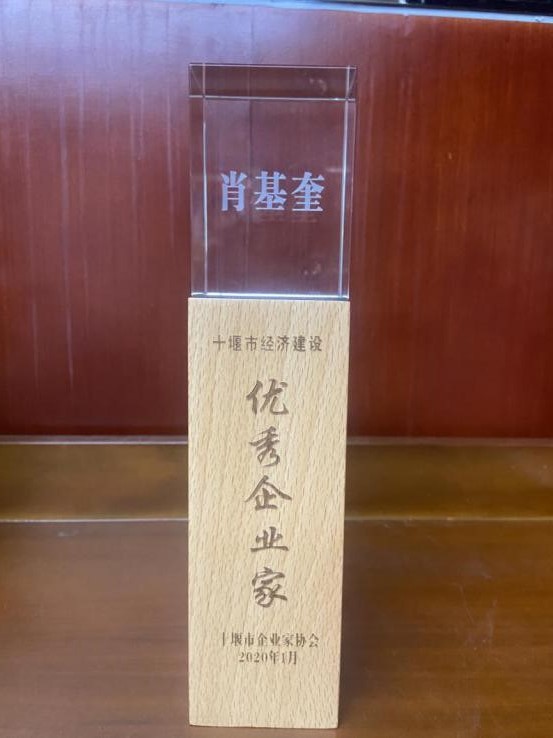 肖基奎
十堰市经济建设
优秀企业家
十堰市企业家协会
2020年1月